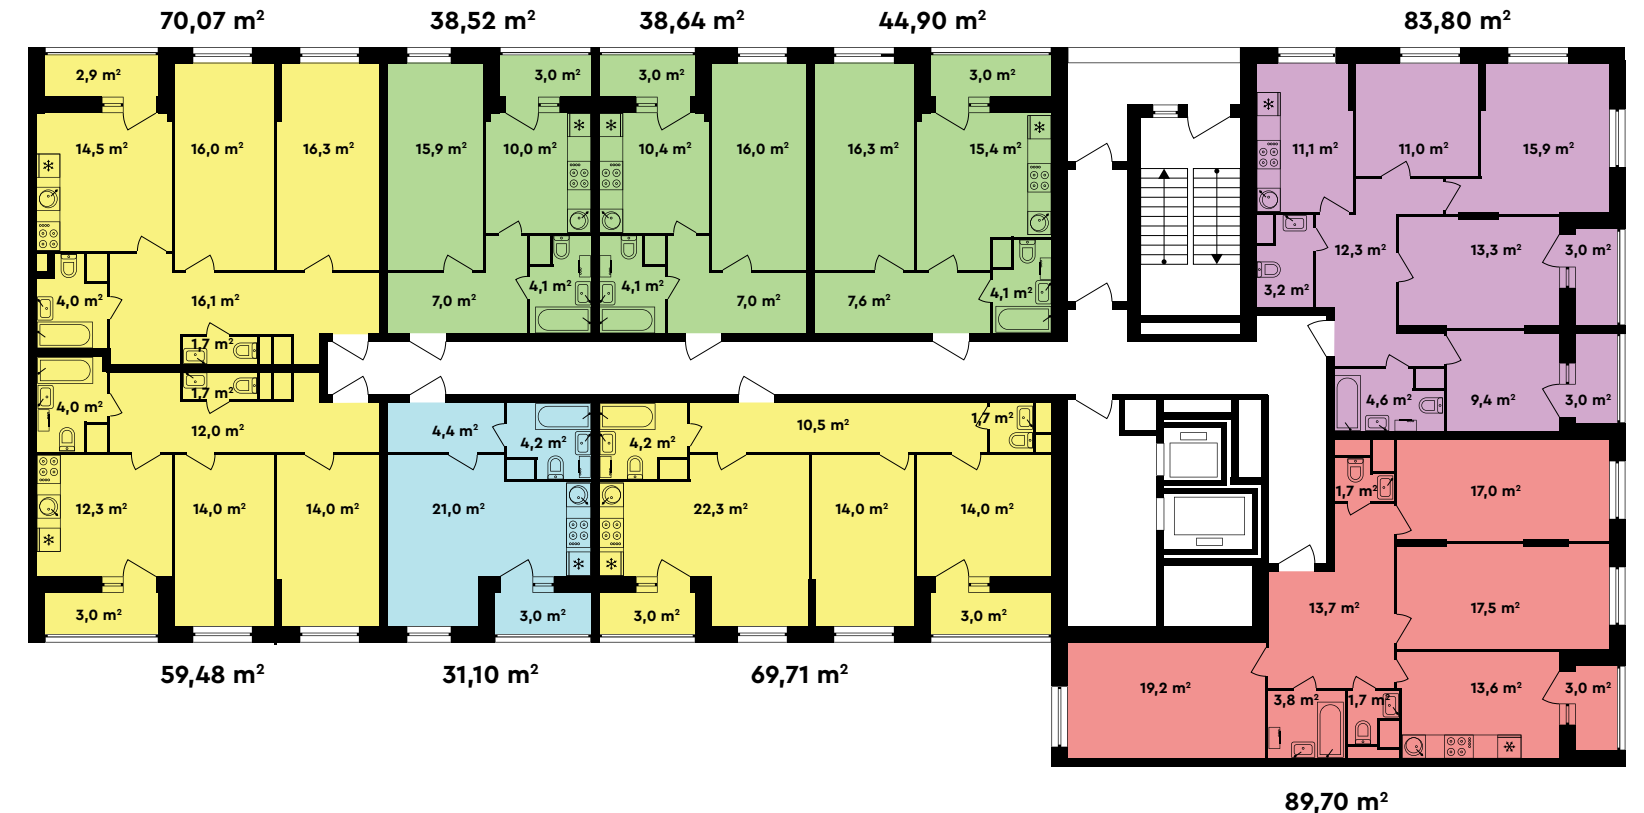 70,07 m²
38,52 m²
38,64 m²
44,90 m²
83,80 m²
2,9 m²
3,0 m²
3,0 m²
3,0 m²
14,5 m²
16,0 m²
16,3 m²
15,9 m²
10,0 m²
10,4 m²
16,0 m²
16,3 m²
15,4 m²
11,1 m²
11,0 m²
15,9 m²
12,3 m²
13,3 m²
3,0 m²
4,0 m²
16,1 m²
7,0 m²
4,1 m²
4,1 m²
7,0 m²
7,6 m²
4,1 m²
3,2 m²
1,7 m²
1,7 m²
4,0 m²
12,0 m²
4,4 m²
4,2 m²
4,2 m²
10,5 m²
1,7 m²
4,6 m²
9,4 m²
3,0 m²
12,3 m²
14,0 m²
14,0 m²
21,0 m²
22,3 m²
14,0 m²
14,0 m²
1,7 m²
17,0 m²
3,0 m²
3,0 m²
3,0 m²
3,0 m²
13,7 m²
17,5 m²
59,48 m²
31,10 m²
69,71 m²
19,2 m²
3,8 m²
1,7 m²
13,6 m²
3,0 m²
89,70 m²